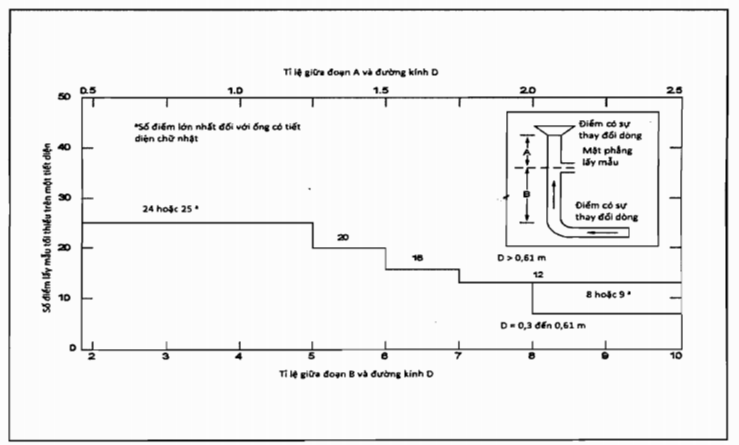 Tỉ lệ giữa đoạn A và đường kính D
0.5 1.0 1.5 2.0 2.5
50
40
30
20
10
0
Số điểm lấy mẫu tối thiểu trên một tiết diện
ªSố điểm lớn nhất đối với ống có tiết
diện chữ nhật
24 hoặc 25 ª
20
16
12
8 hoặc 9 ª
D > 0,61 m
D = 0,3 đến 0,61 m
A
B
Điểm có sự
thay đổi dòng
Mặt phẳng
lấy mẫu
Điểm có sự
thay đổi dòng
2 3 4 5 6 7 8 9 10
Tỉ lệ giữa đoạn B và đường kính D